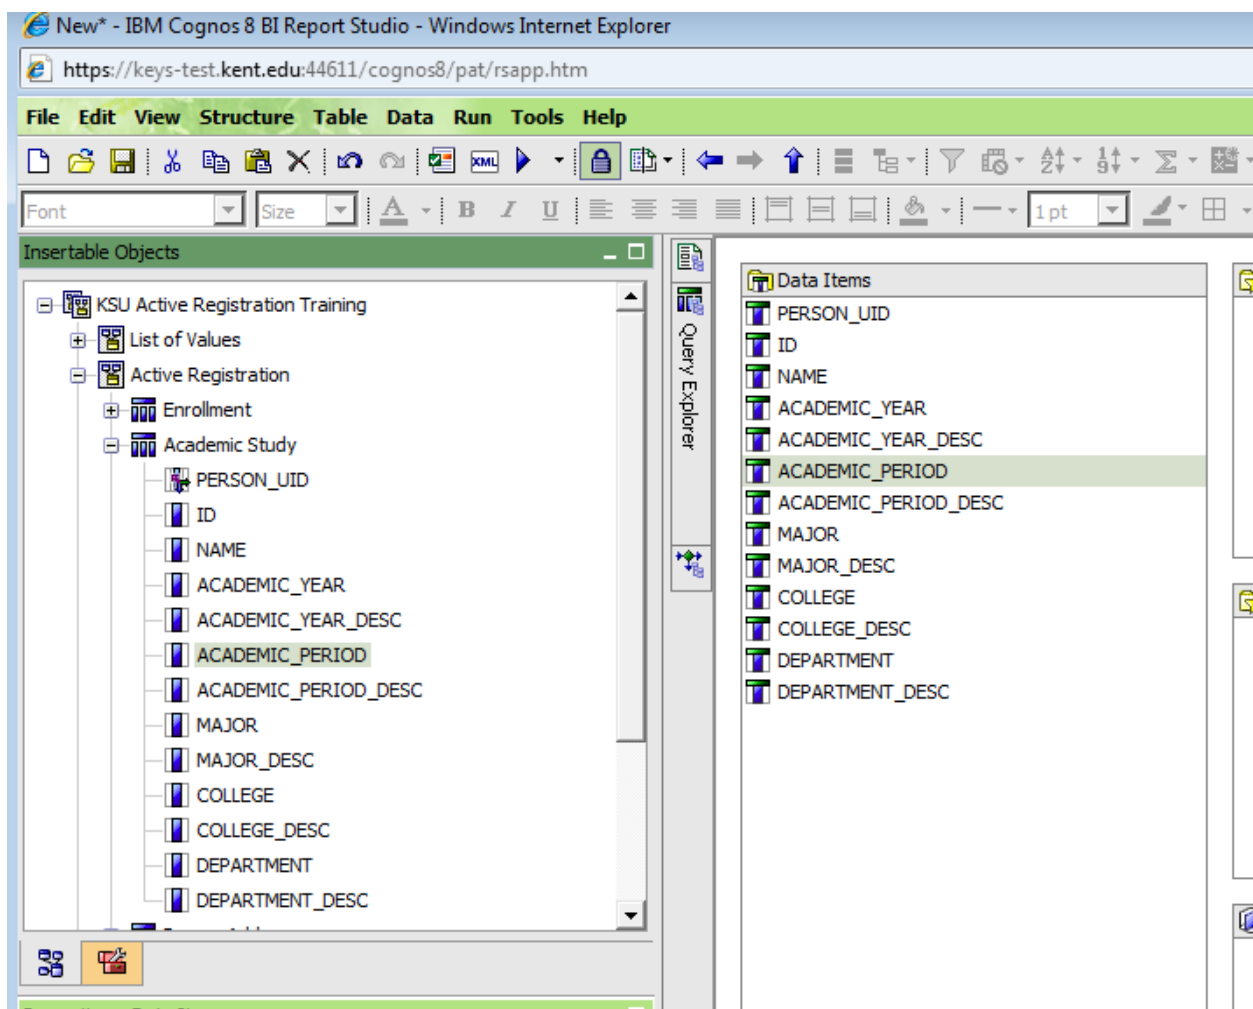 New* - IBM Cognos 8 BI Report Studio - Windows Internet Explorer
https://keys-test.kent.edu:44611/cognos8/pat/rsapp.htm
File Edit View Structure Table Data Run Tools Help
XML
Font Size A B I U 1 pt
Insertable Objects
KSU Active Registration Training
List of Values
Active Registration
Enrollment
Academic Study
PERSON_UID
ID
NAME
ACADEMIC_YEAR
ACADEMIC_YEAR_DESC
ACADEMIC_PERIOD
ACADEMIC_PERIOD_DESC
MAJOR
MAJOR_DESC
COLLEGE
COLLEGE_DESC
DEPARTMENT
DEPARTMENT_DESC
Query Explorer
Data Items
PERSON_UID
ID
NAME
ACADEMIC_YEAR
ACADEMIC_YEAR_DESC
ACADEMIC_PERIOD
ACADEMIC_PERIOD_DESC
MAJOR
MAJOR_DESC
COLLEGE
COLLEGE_DESC
DEPARTMENT
DEPARTMENT_DESC